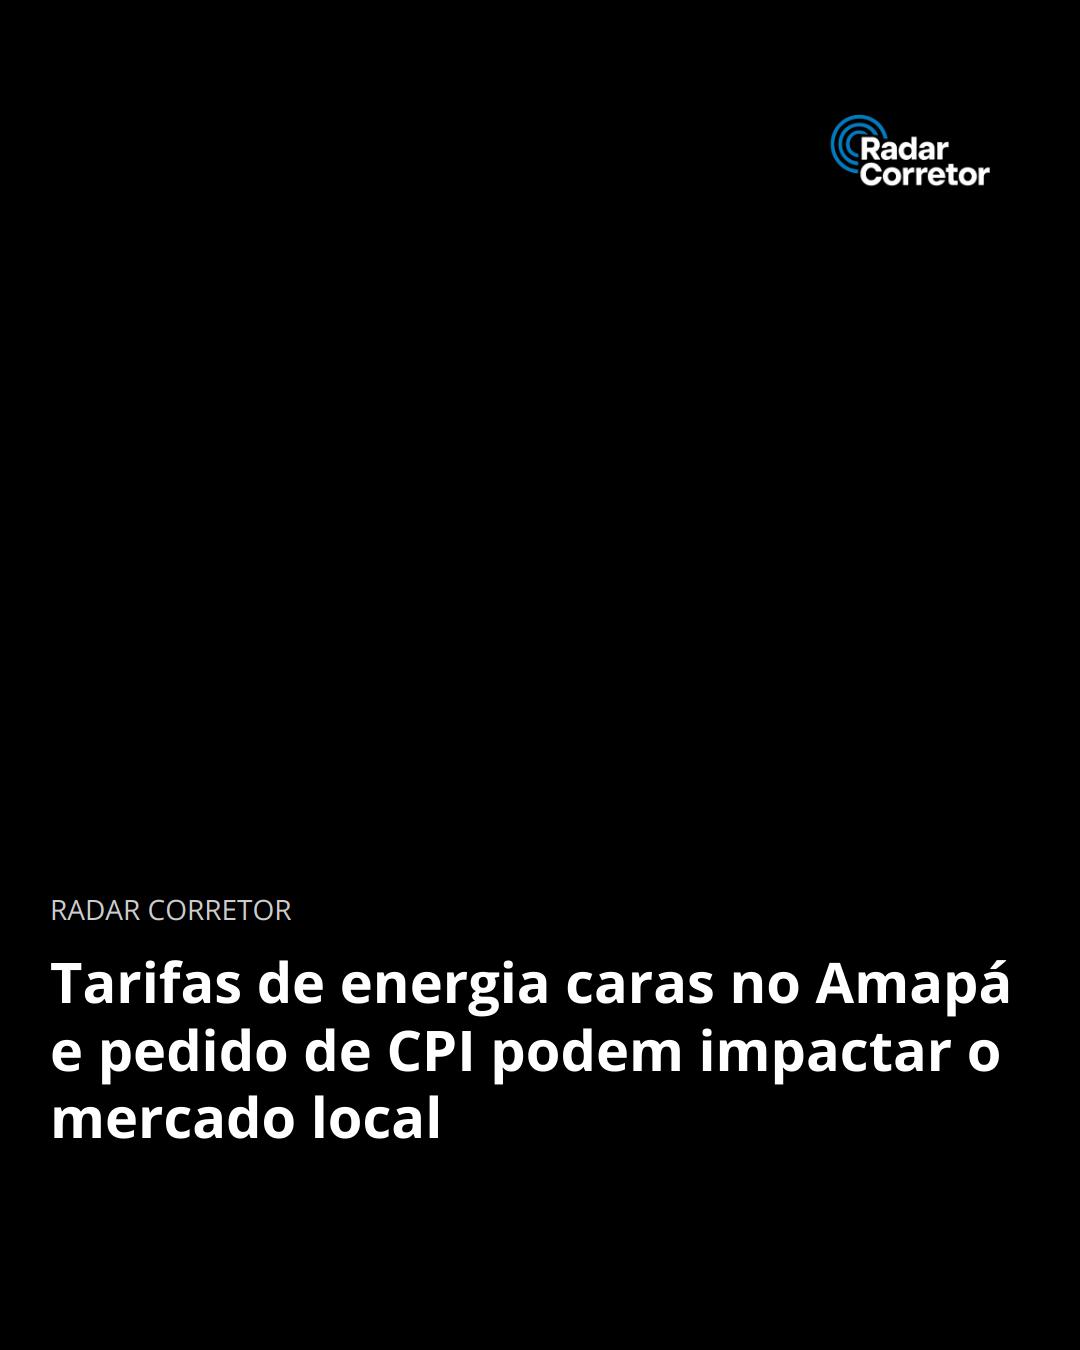 Radar
Corretor
RADAR CORRETOR
Tarifas de energia caras no Amapá
e pedido de CPI podem impactar o
mercado local